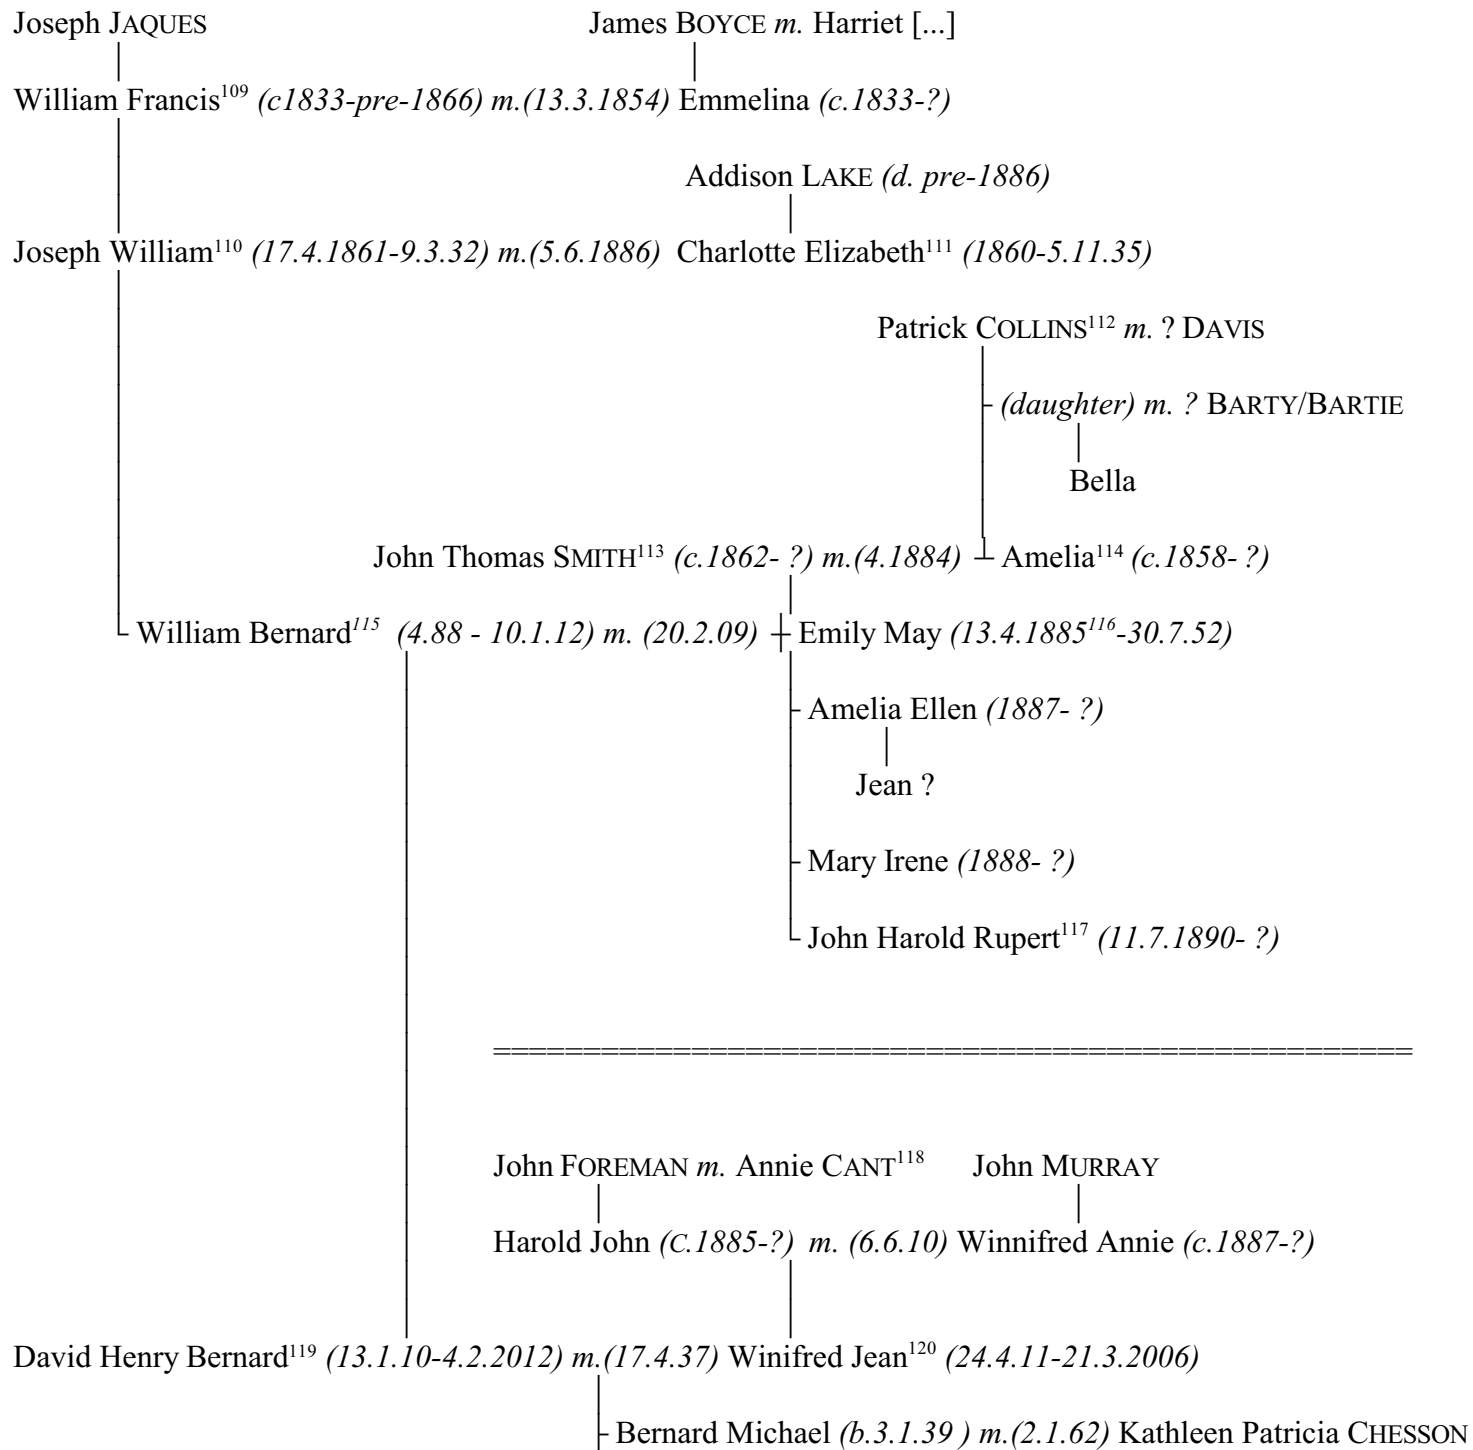 Joseph JAQUES James BOYCE m. Harriet [...]
William Francis109 (c1833-pre-1866) m.(13.3.1854) Emmelina (c.1833-?)
Addison LAKE (d. pre-1886)
Joseph William110 (17.4.1861-9.3.32) m.(5.6.1886) Charlotte Elizabeth111 (1860-5.11.35)
Patrick COLLINS112 m. ? DAVIS
(daughter) m. ? BARTY/BARTIE
Bella
John Thomas SMITH113 (c.1862- ?) m.(4.1884) Amelia114 (c.1858- ?)
William Bernard115 (4.88 - 10.1.12) m. (20.2.09) Emily May (13.4.1885116-30.7.52)
Amelia Ellen (1887- ?)
Jean ?
Mary Irene (1888- ?)
John Harold Rupert117 (11.7.1890- ?)
===================================================
John FOREMAN m. Annie CANT118 John MURRAY
Harold John (C.1885-?) m. (6.6.10) Winnifred Annie (c.1887-?)
David Henry Bernard119 (13.1.10-4.2.2012) m.(17.4.37) Winifred Jean120 (24.4.11-21.3.2006)
Bernard Michael (b.3.1.39 ) m.(2.1.62) Kathleen Patricia CHESSON